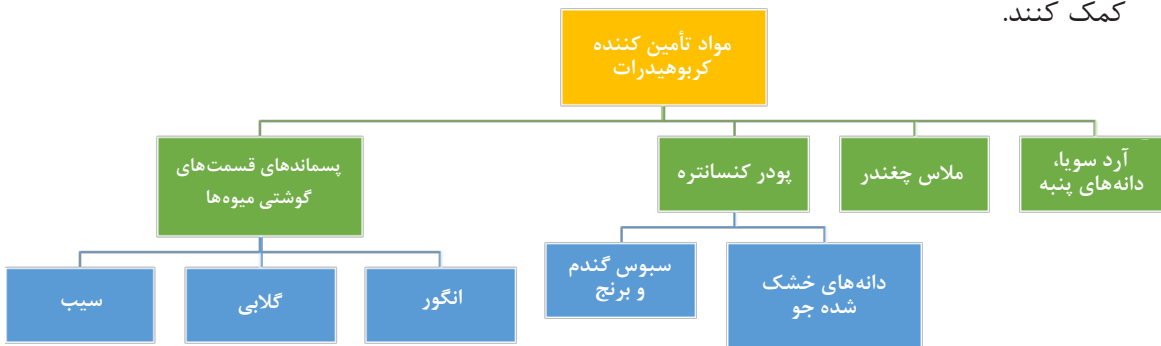 کمک کنند.
مواد تأمین کننده
کربوهیدرات
آرد سویا،
دانه‌های پنبه
ملاس چغندر
پودر کنسانتره
پسماندهای قسمت‌های
گوشتی میوه‌ها
دانه‌های خشک
شده جو
سبوس گندم
و برنج
انگور
گلابی
سیب